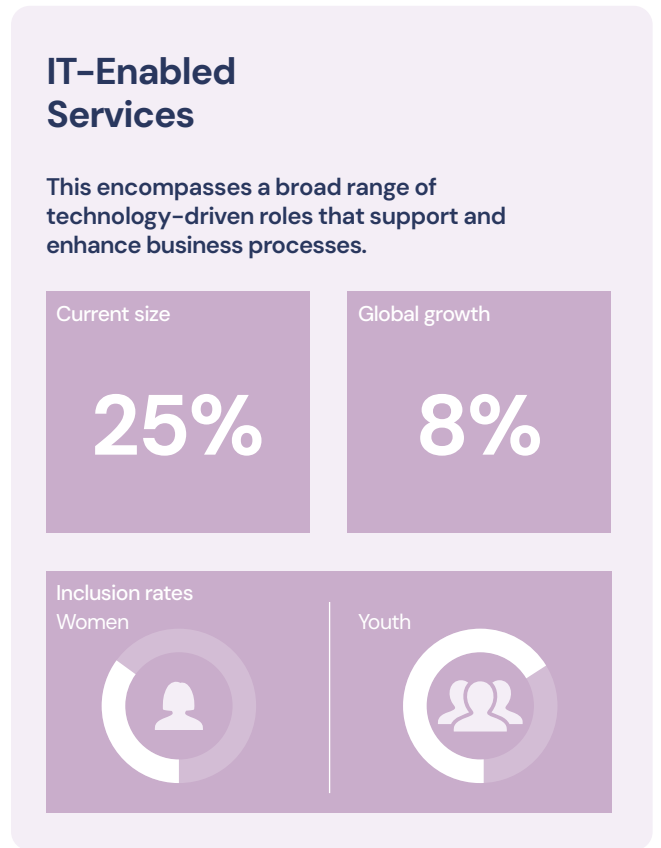 IT-Enabled
Services
This encompasses a broad range of
technology-driven roles that support and
enhance business processes.
Current size
Global growth
25%
8%
Inclusion rates
Women
Youth